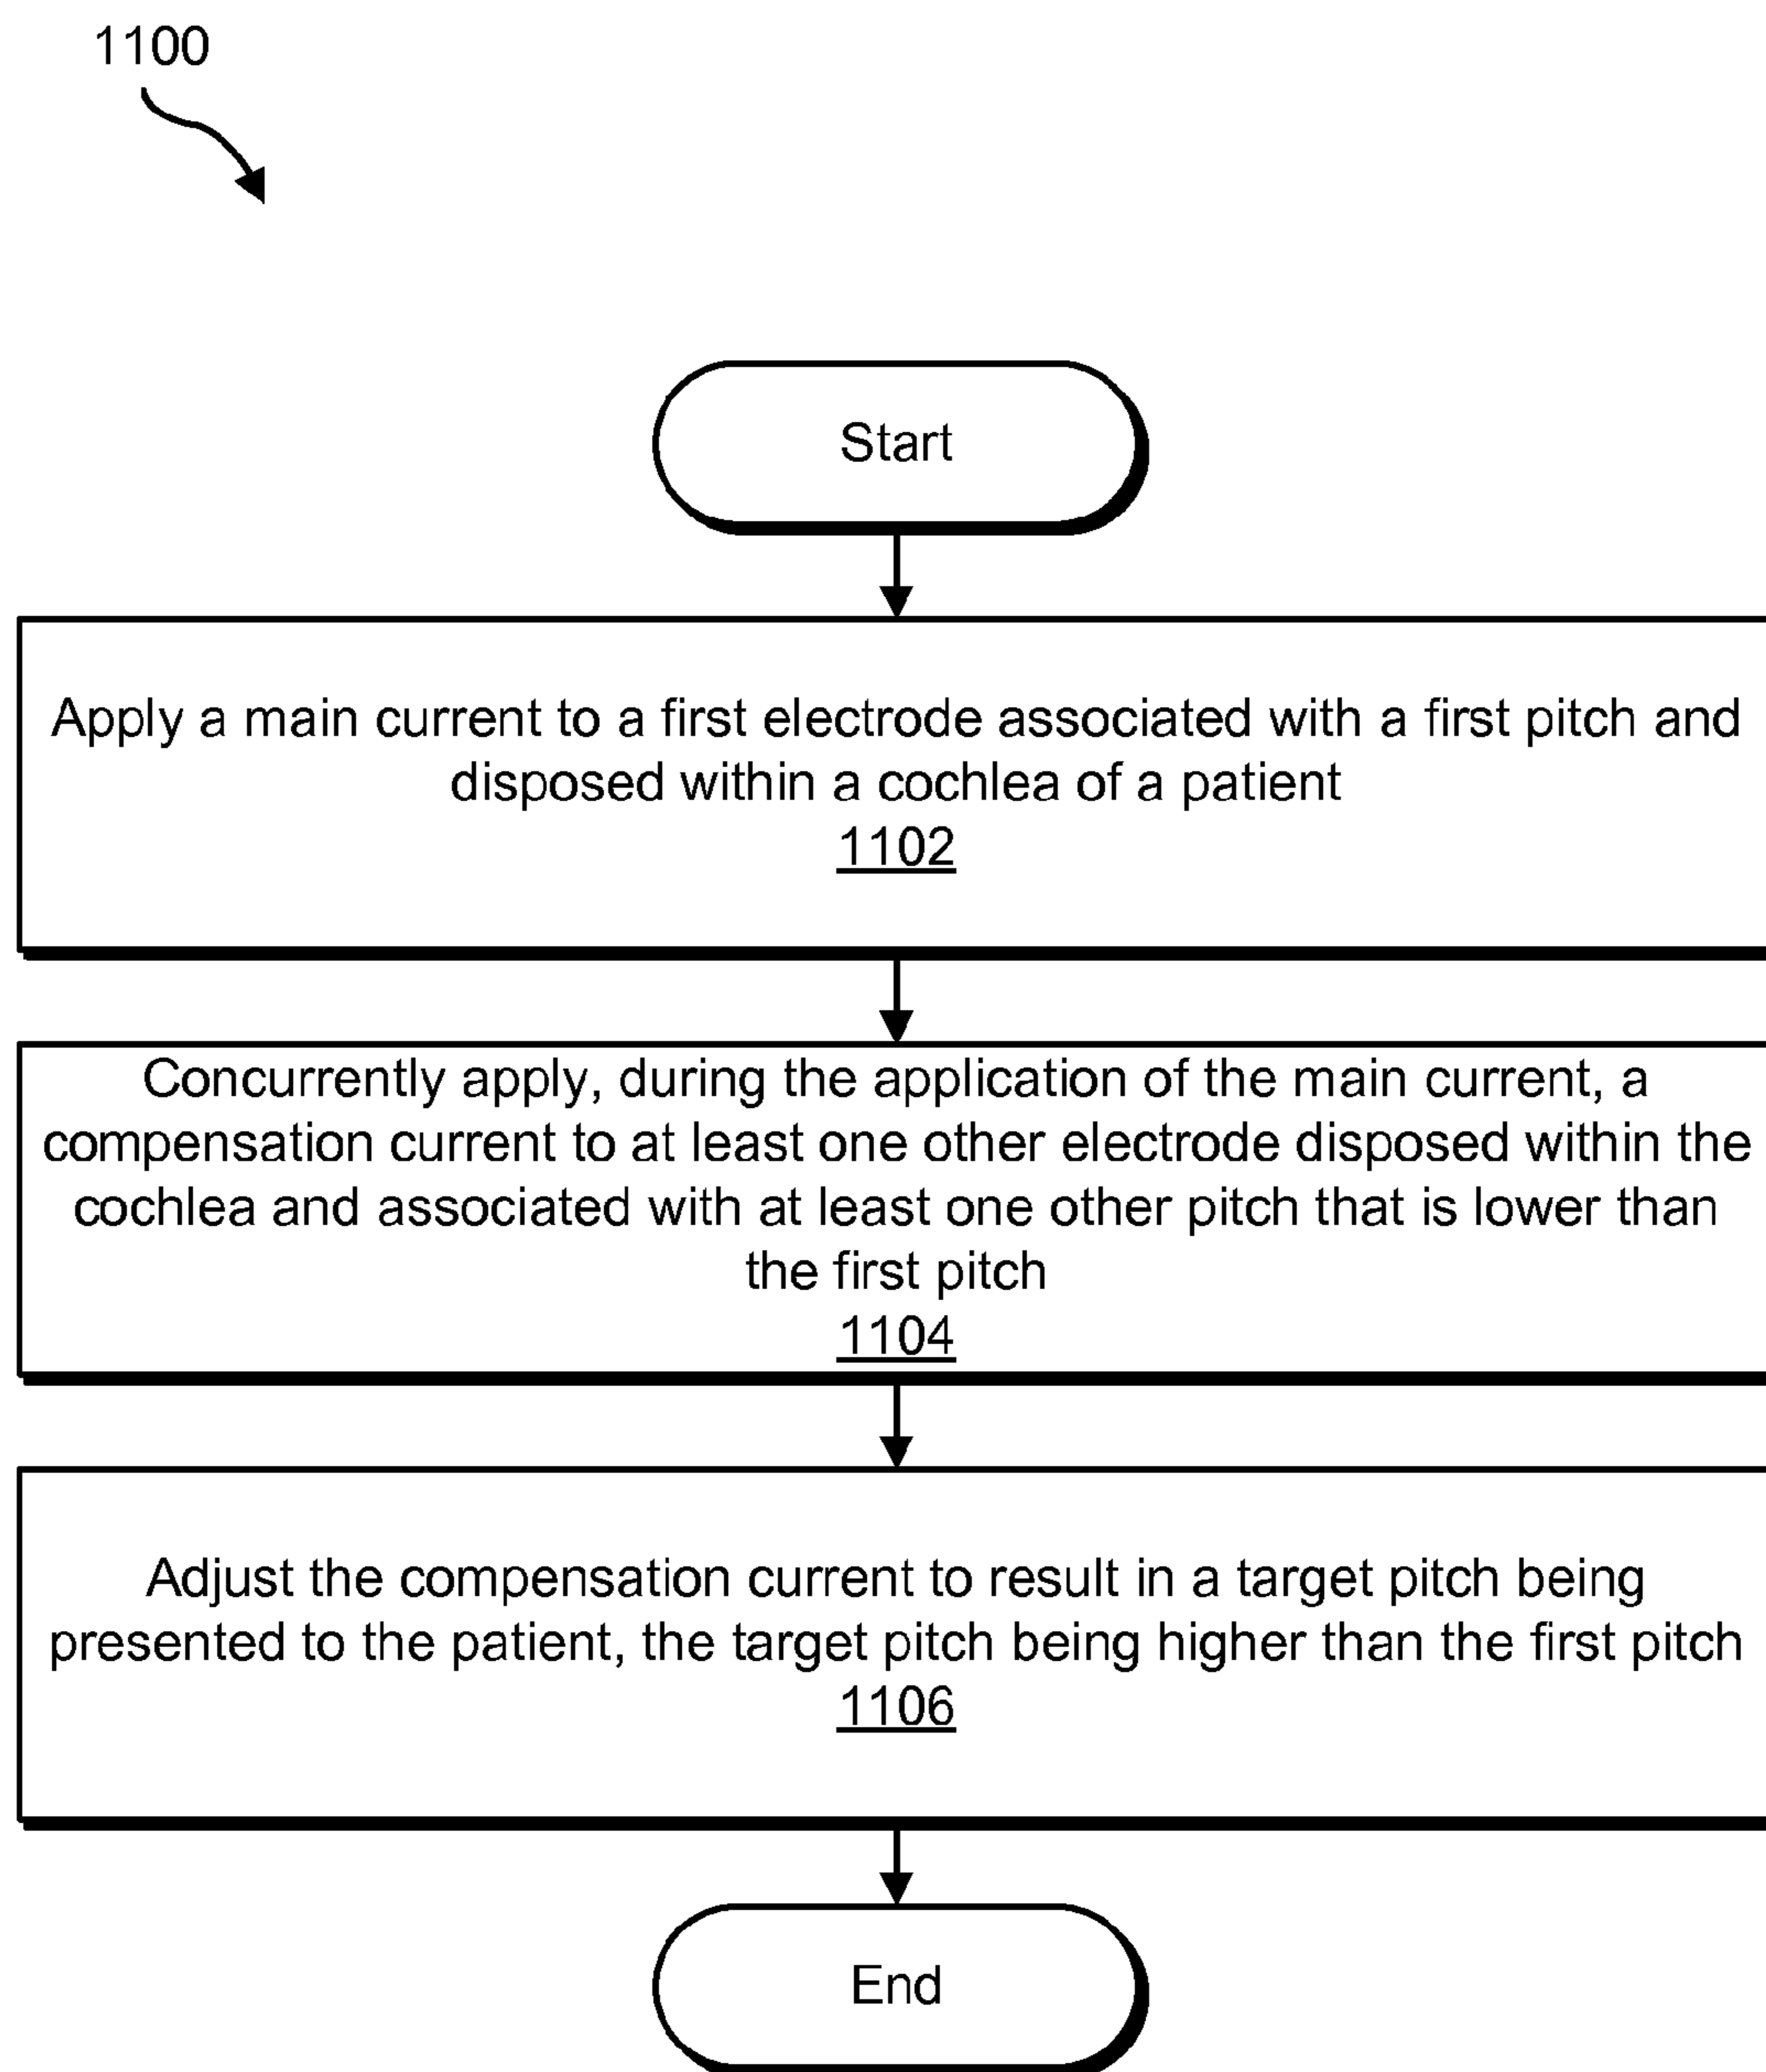 1100
Start
Apply a main current to a first electrode associated with a first pitch and
disposed within a cochlea of a patient
1102
Concurrently apply, during the application of the main current, a
compensation current to at least one other electrode disposed within the
cochlea and associated with at least one other pitch that is lower than
the first pitch
1104
Adjust the compensation current to result in a target pitch being
presented to the patient, the target pitch being higher than the first pitch
1106
End